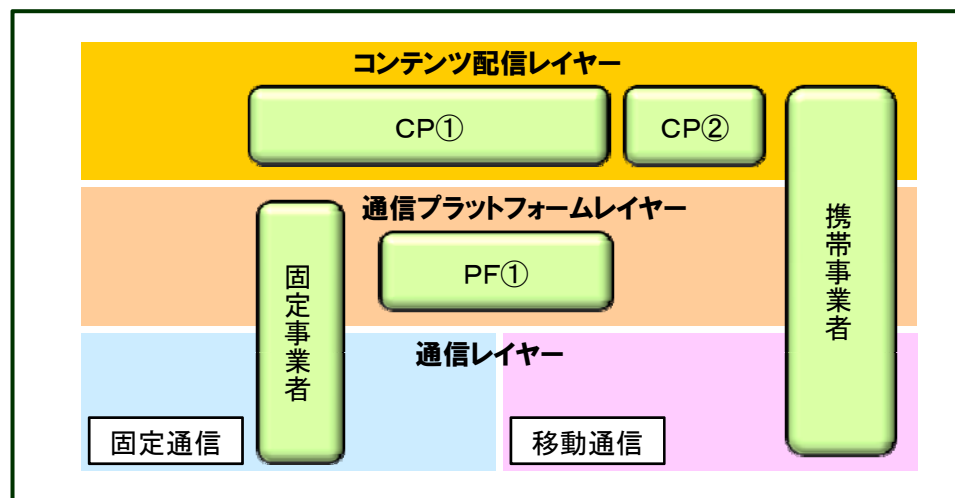 コンテンツ配信レイヤー
CP①
CP②
通信プラットフォームレイヤー
固定事業者
PF①
携帯事業者
通信レイヤー
固定通信
移動通信